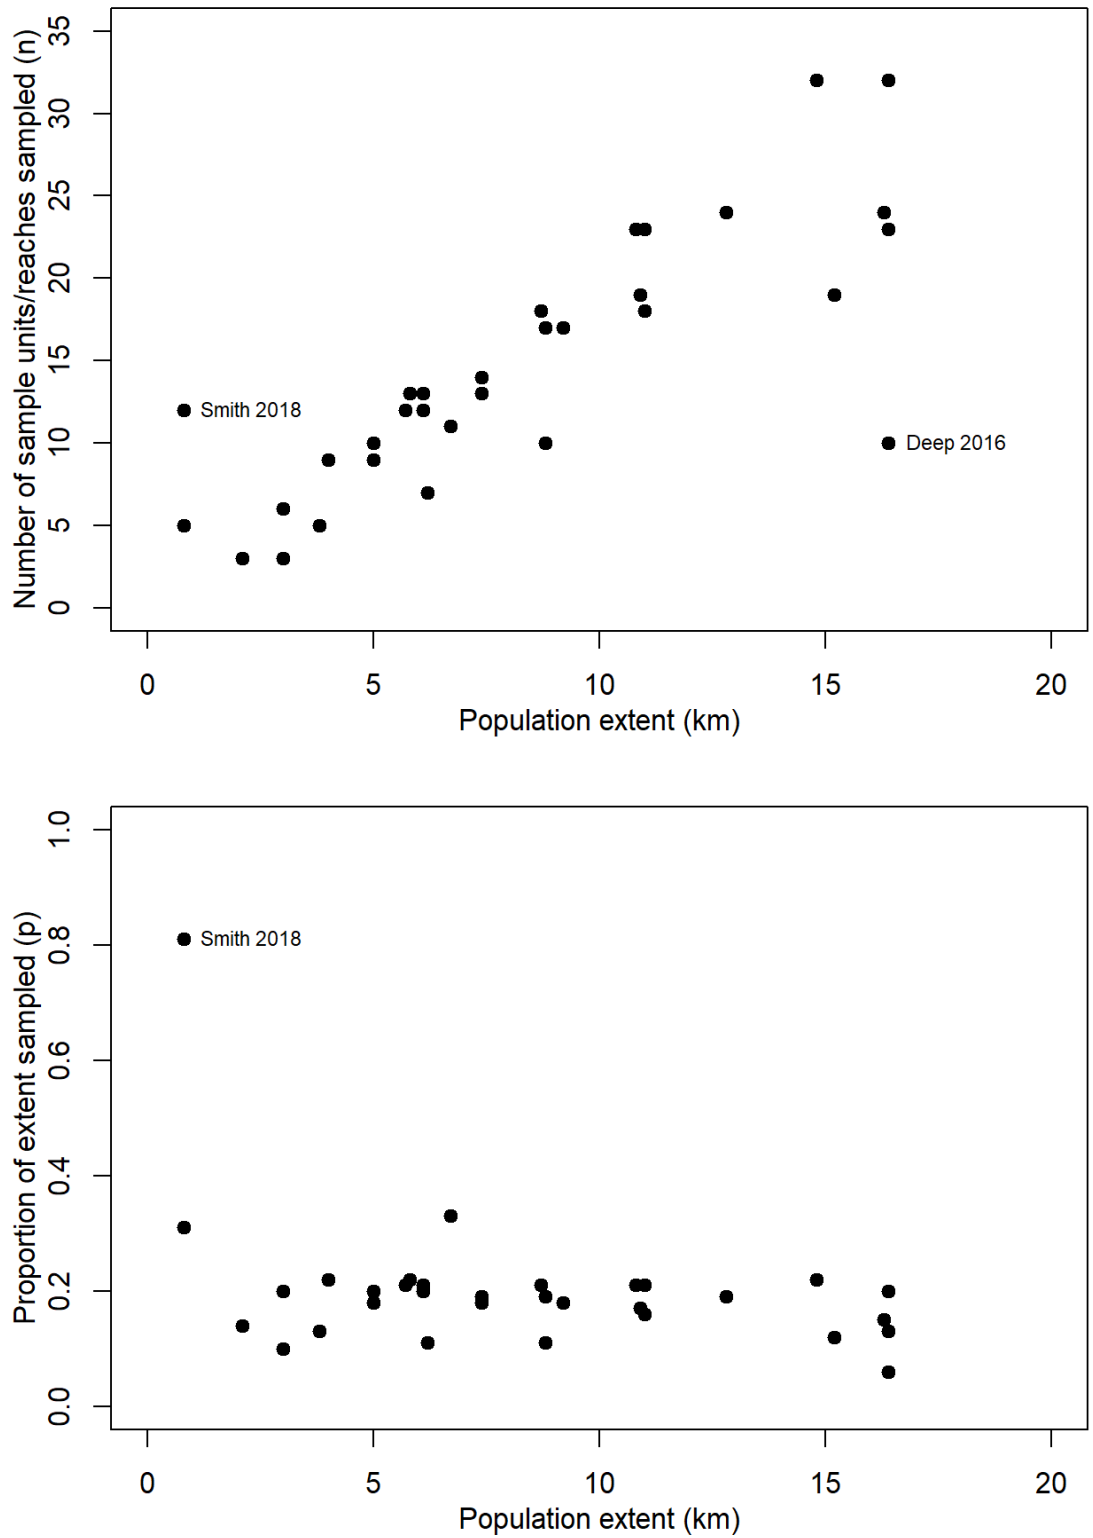 Number of sample units/reaches sampled (n)
35
30
25
20
15
10
5
0
Smith 2018
Deep 2016
0 5 10 15 20
Population extent (km)
Proportion of extent sampled (p)
1.0
0.8
0.6
0.4
0.2
0.0
Smith 2018
0 5 10 15 20
Population extent (km)